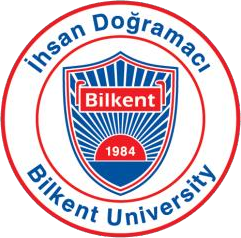 İhsan Doğramacı
Bilkent
1984
Bilkent University